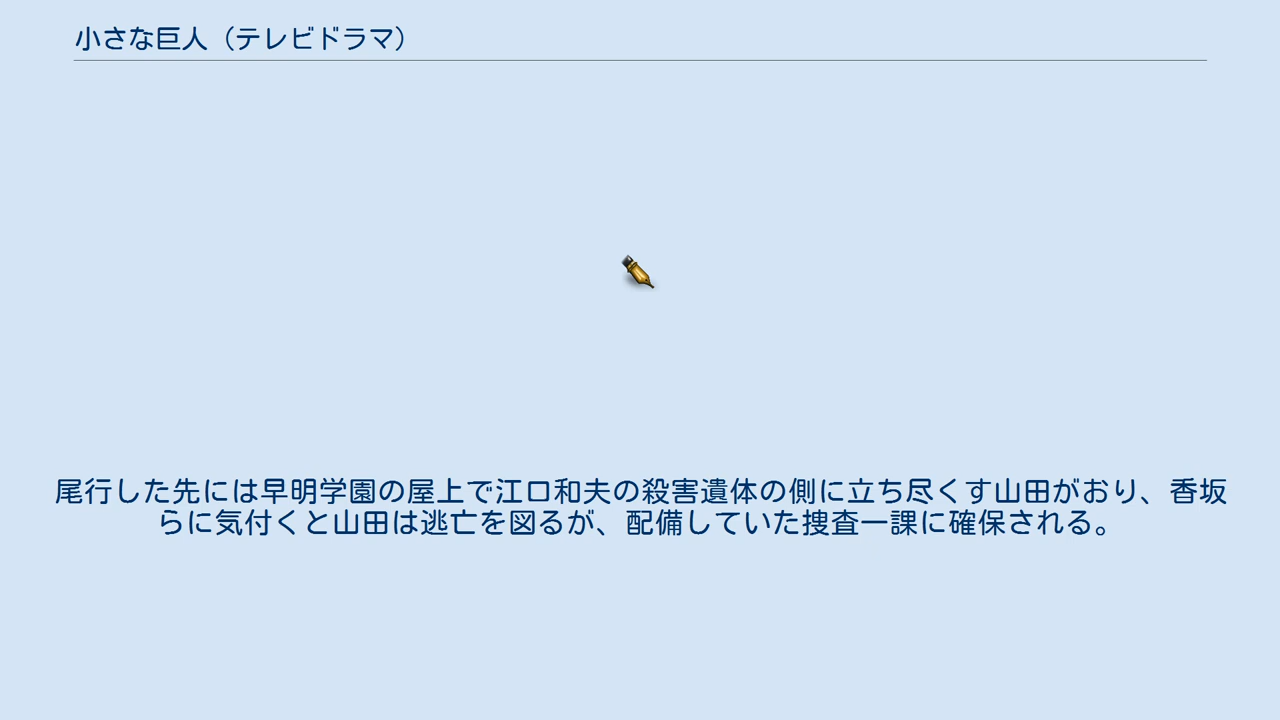 小さな巨人（テレビドラマ）
尾行した先には早明学園の屋上で江口和夫の殺害遺体の側に立ち尽くす山田がおり、香坂
らに気付くと山田は逃亡を図るが、配備していた捜査一課に確保される。